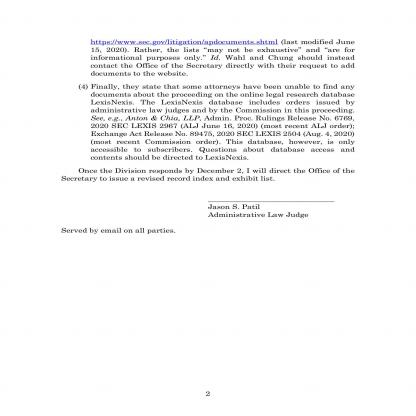 https://www.sec.gov/litigation/apdocuments.shtml (last modified June
15, 2020). Rather, the lists “may not be exhaustive” and “are for
informational purposes only.” Id. Wahl and Chung should instead
contact the Office of the Secretary directly with their request to add
documents to the website.
(4) Finally, they state that some attorneys have been unable to find any
documents about the proceeding on the online legal research database
LexisNexis. The LexisNexis database includes orders issued by
administrative law judges and by the Commission in this proceeding.
See, e.g., Anton & Chia, LLP, Admin. Proc. Rulings Release No. 6769,
2020 SEC LEXIS 2967 (ALJ June 16, 2020) (most recent ALJ order);
Exchange Act Release No. 89475, 2020 SEC LEXIS 2504 (Aug. 4, 2020)
(most recent Commission order). This database, however, is only
accessible to subscribers. Questions about database access and
contents should be directed to LexisNexis.
Once the Division responds by December 2, I will direct the Office of the
Secretary to issue a revised record index and exhibit list.
Jason S. Patil
Administrative Law Judge
Served by email on all parties.
2